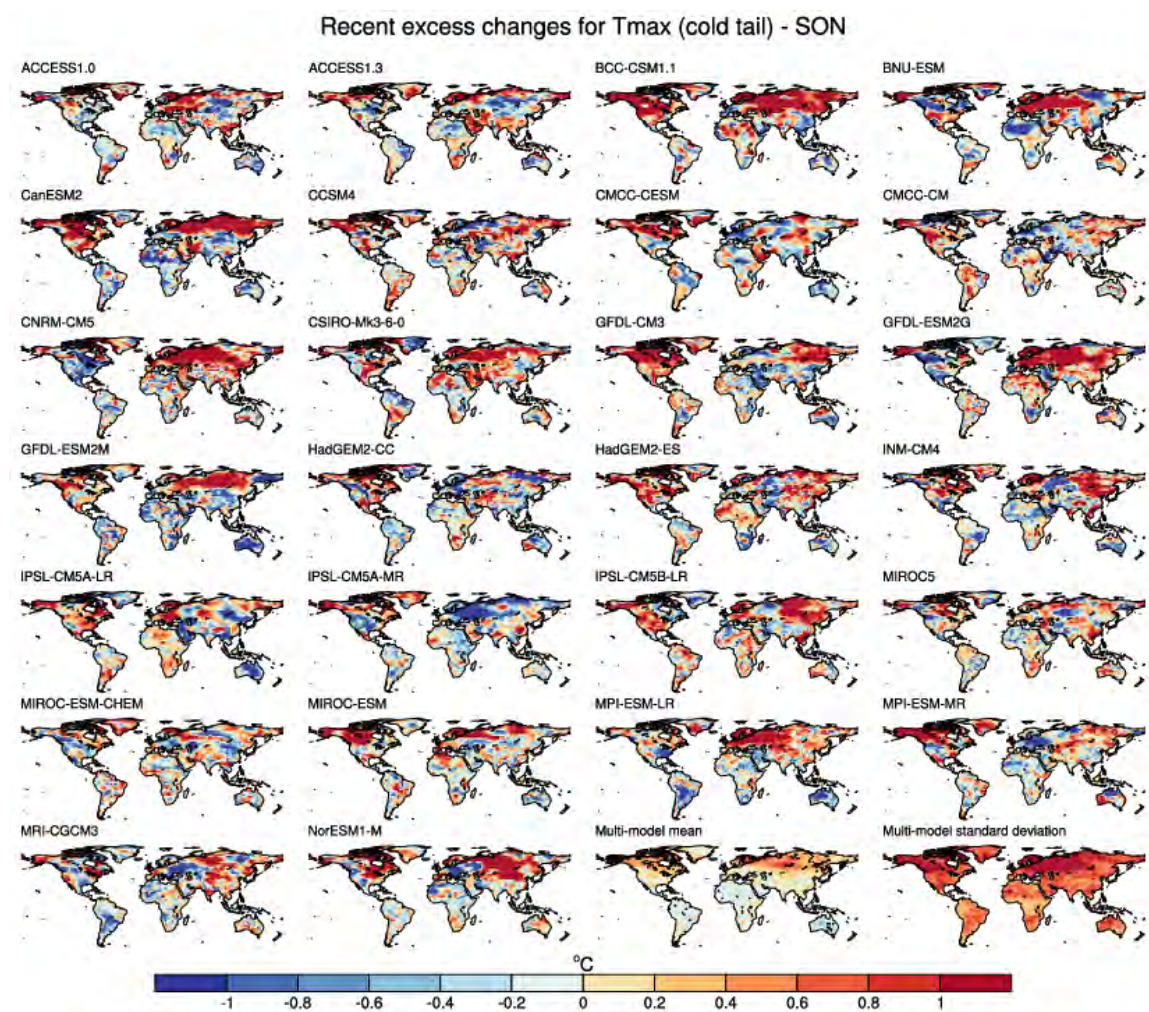 Recent excess changes for Tmax (cold tail) - SON
ACCESS1.0 ACCESS1.3 BCC-CSM1.1 BNU-ESM
CanESM2 CCSM4 CMCC-CESM CMCC-CM
CNRM-CM5 CSIRO-Mk3-6-0 GFDL-CM3 GFDL-ESM2G
GFDL-ESM2M HadGEM2-CC HadGEM2-ES INM-CM4
IPSL-CM5A-LR IPSL-CM5A-MR IPSL-CM5B-LR MIROC5
MIROC-ESM-CHEM MIROC-ESM MPI-ESM-LR MPI-ESM-MR
MRI-CGCM3 NorESM1-M Multi-model mean Multi-model standard deviation
°C
-1 -0.8 -0.6 -0.4 -0.2 0 0.2 0.4 0.6 0.8 1